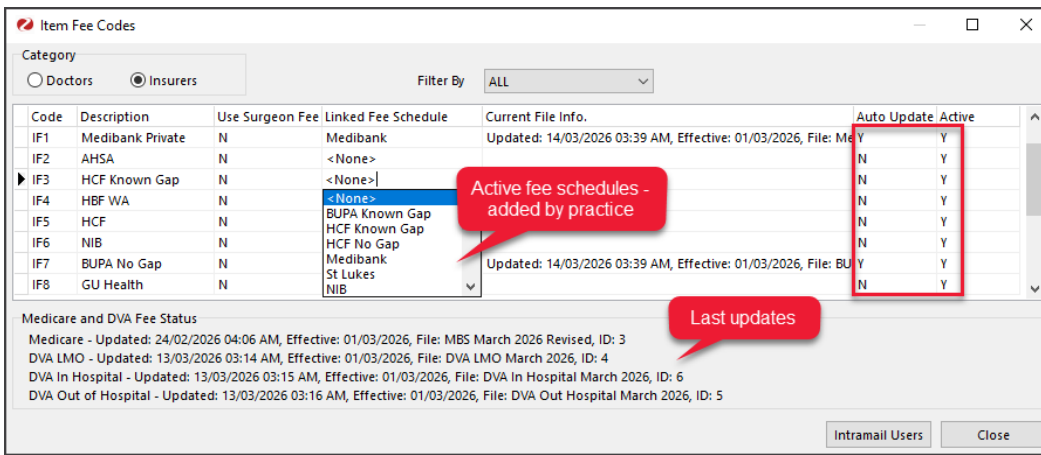 Item Fee Codes
Category
Doctors Insurers Filter By ALL
Code Description Use Surgeon Fee Linked Fee Schedule Current File Info. Auto Update Active
IF1 Medibank Private N Medibank Updated: 14/03/2026 03:39 AM, Effective: 01/03/2026, File: Me Y Y
IF2 AHSA N <None> N Y
IF3 HCF Known Gap N <None> N Y
IF4 HBF WA N <None> N Y
IF5 HCF N BUPA Known Gap N Y
HCF Known Gap
IF6 NIB N HCF No Gap N Y
IF7 BUPA No Gap N Medibank Updated: 14/03/2026 03:39 AM, Effective: 01/03/2026, File: BU Y Y
St Lukes
IF8 GU Health N NIB N Y
Active fee schedules -
added by practice
Last updates
Medicare and DVA Fee Status
Medicare - Updated: 24/02/2026 04:06 AM, Effective: 01/03/2026, File: MBS March 2026 Revised, ID: 3
DVA LMO - Updated: 13/03/2026 03:14 AM, Effective: 01/03/2026, File: DVA LMO March 2026, ID: 4
DVA In Hospital - Updated: 13/03/2026 03:15 AM, Effective: 01/03/2026, File: DVA In Hospital March 2026, ID: 6
DVA Out of Hospital - Updated: 13/03/2026 03:16 AM, Effective: 01/03/2026, File: DVA Out Hospital March 2026, ID: 5
Intramail Users Close